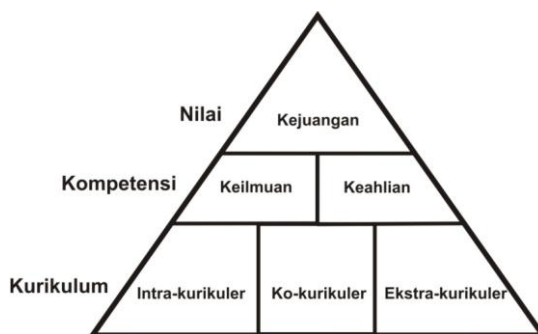 Nilai
Kejuangan
Kompetensi
Keilmuan
Keahlian
Kurikulum
Intra-kurikuler
Ko-kurikuler
Ekstra-kurikuler